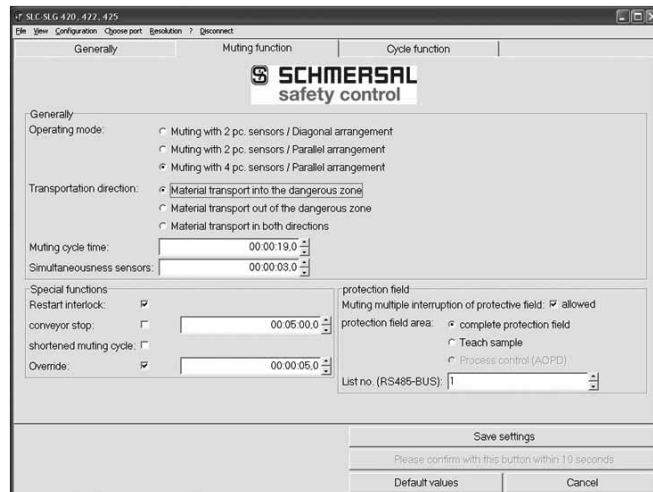 SLC-SLG 420, 422, 425
File View Configuration Choose port Resolution ? Disconnect
Generally Muting function Cycle function
SCHMERSAL
safety control
Generally
Operating mode:
Muting with 2 pc. sensors / Diagonal arrangement
Muting with 2 pc. sensors / Parallel arrangement
Muting with 4 pc. sensors / Parallel arrangement
Transportation direction:
Material transport into the dangerous zone
Material transport out of the dangerous zone
Material transport in both directions
Muting cycle time: 00:00:19,0
Simultaneousness sensors: 00:00:03,0
Special functions
Restart interlock:
conveyor stop: 00:05:00,0
shortened muting cycle:
Override: 00:00:05,0
protection field
Muting multiple interruption of protective field: allowed
protection field area: complete protection field
Teach sample
Process control (AOPD)
List no. (RS485-BUS): 1
Save settings
Please confirm with this button within 10 seconds
Default values Cancel